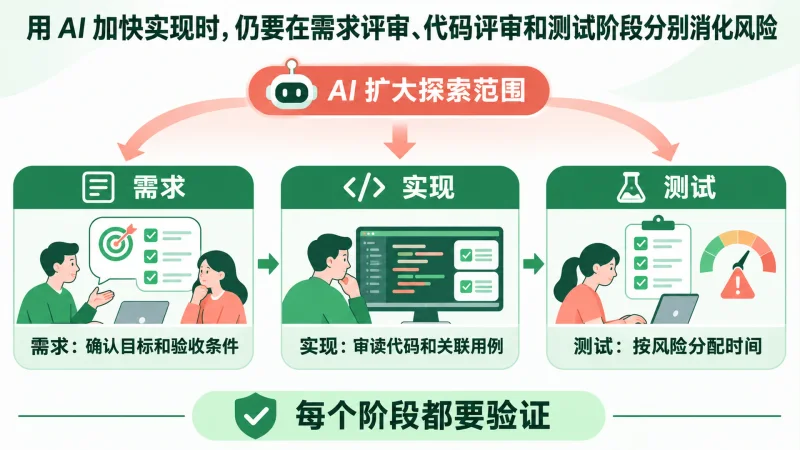 用 AI 加快实现时，仍要在需求评审、代码评审和测试阶段分别消化风险
AI 扩大探索范围
需求
</> 实现
测试
需求：确认目标和验收条件
实现：审读代码和关联用例
测试：按风险分配时间
每个阶段都要验证